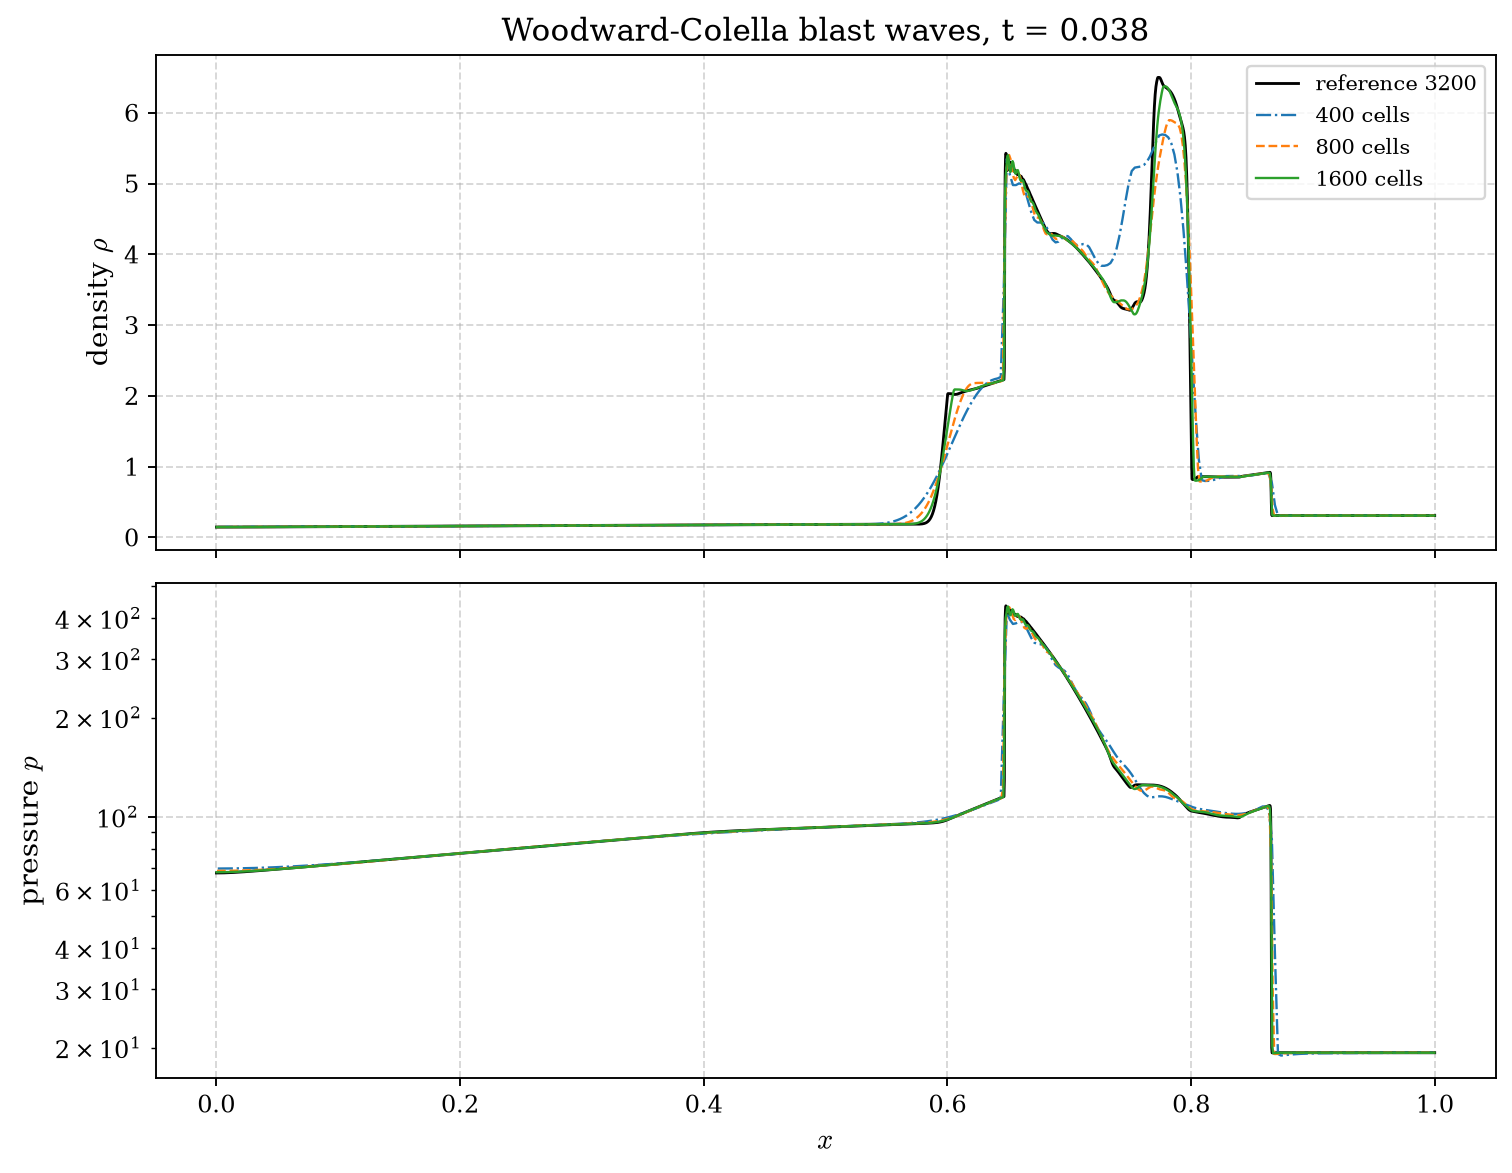 Woodward-Colella blast waves, t = 0.038
reference 3200
400 cells
800 cells
1600 cells
density ρ
6
5
4
3
2
1
0
pressure p
4 × 10²
3 × 10²
2 × 10²
10²
6 × 10¹
4 × 10¹
3 × 10¹
2 × 10¹
0.0 0.2 0.4 0.6 0.8 1.0
x